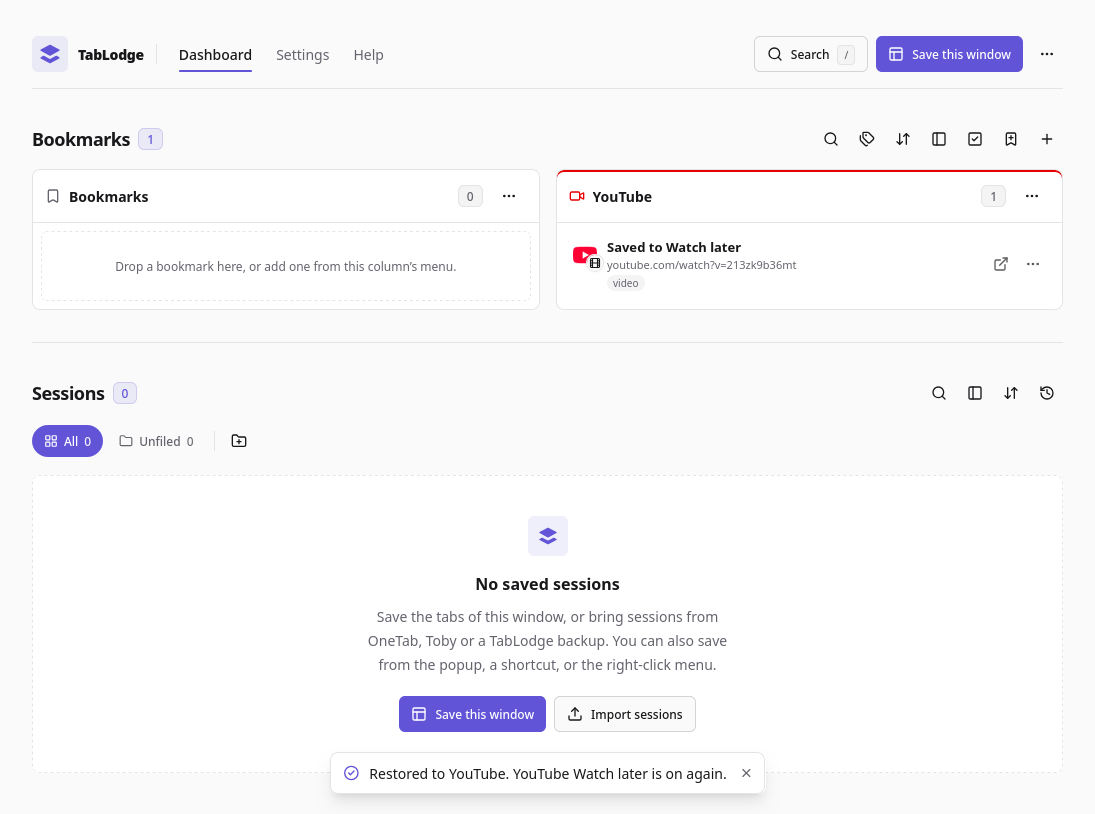 TabLodge
Dashboard
Settings
Help
Search /
Save this window
Bookmarks 1
Bookmarks 0
Drop a bookmark here, or add one from this column's menu.
YouTube 1
Saved to Watch later
youtube.com/watch?v=213zk9b36mt
video
Sessions 0
All 0
Unfiled 0
No saved sessions
Save the tabs of this window, or bring sessions from
OneTab, Toby or a TabLodge backup. You can also save
from the popup, a shortcut, or the right-click menu.
Save this window
Import sessions
Restored to YouTube. YouTube Watch later is on again.